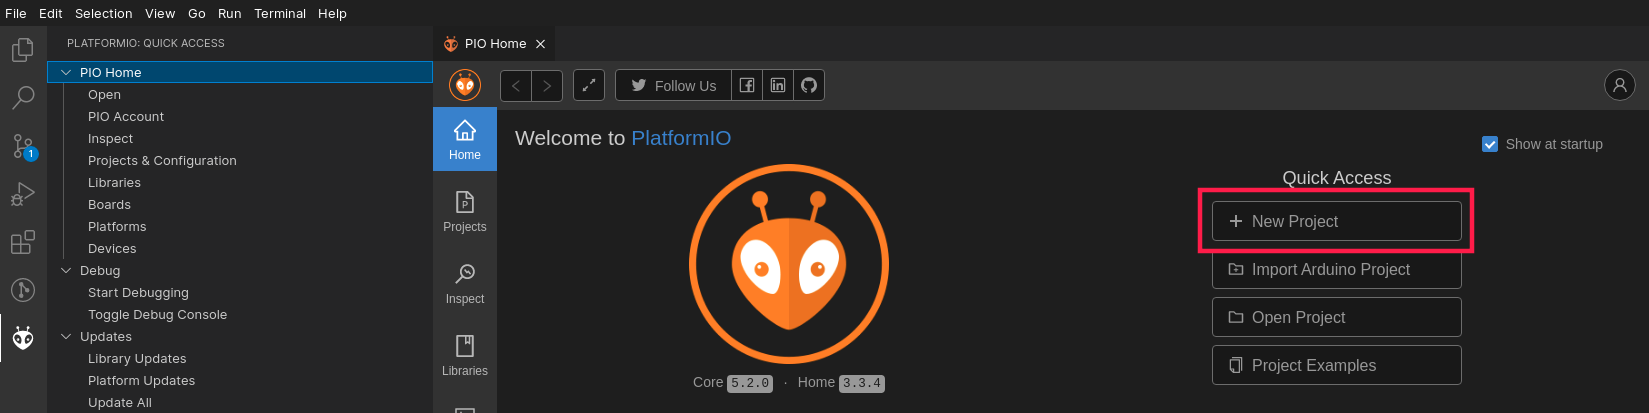 File Edit Selection View Go Run Terminal Help
PLATFORMIO: QUICK ACCESS
PIO Home
Open
PIO Account
Inspect
Projects & Configuration
Libraries
Boards
Platforms
Devices
Debug
Start Debugging
Toggle Debug Console
Updates
Library Updates
Platform Updates
Update All
1
PIO Home
Follow Us
Home
Projects
Inspect
Libraries
Welcome to PlatformIO
Show at startup
Core 5.2.0 · Home 3.3.4
Quick Access
New Project
Import Arduino Project
Open Project
Project Examples